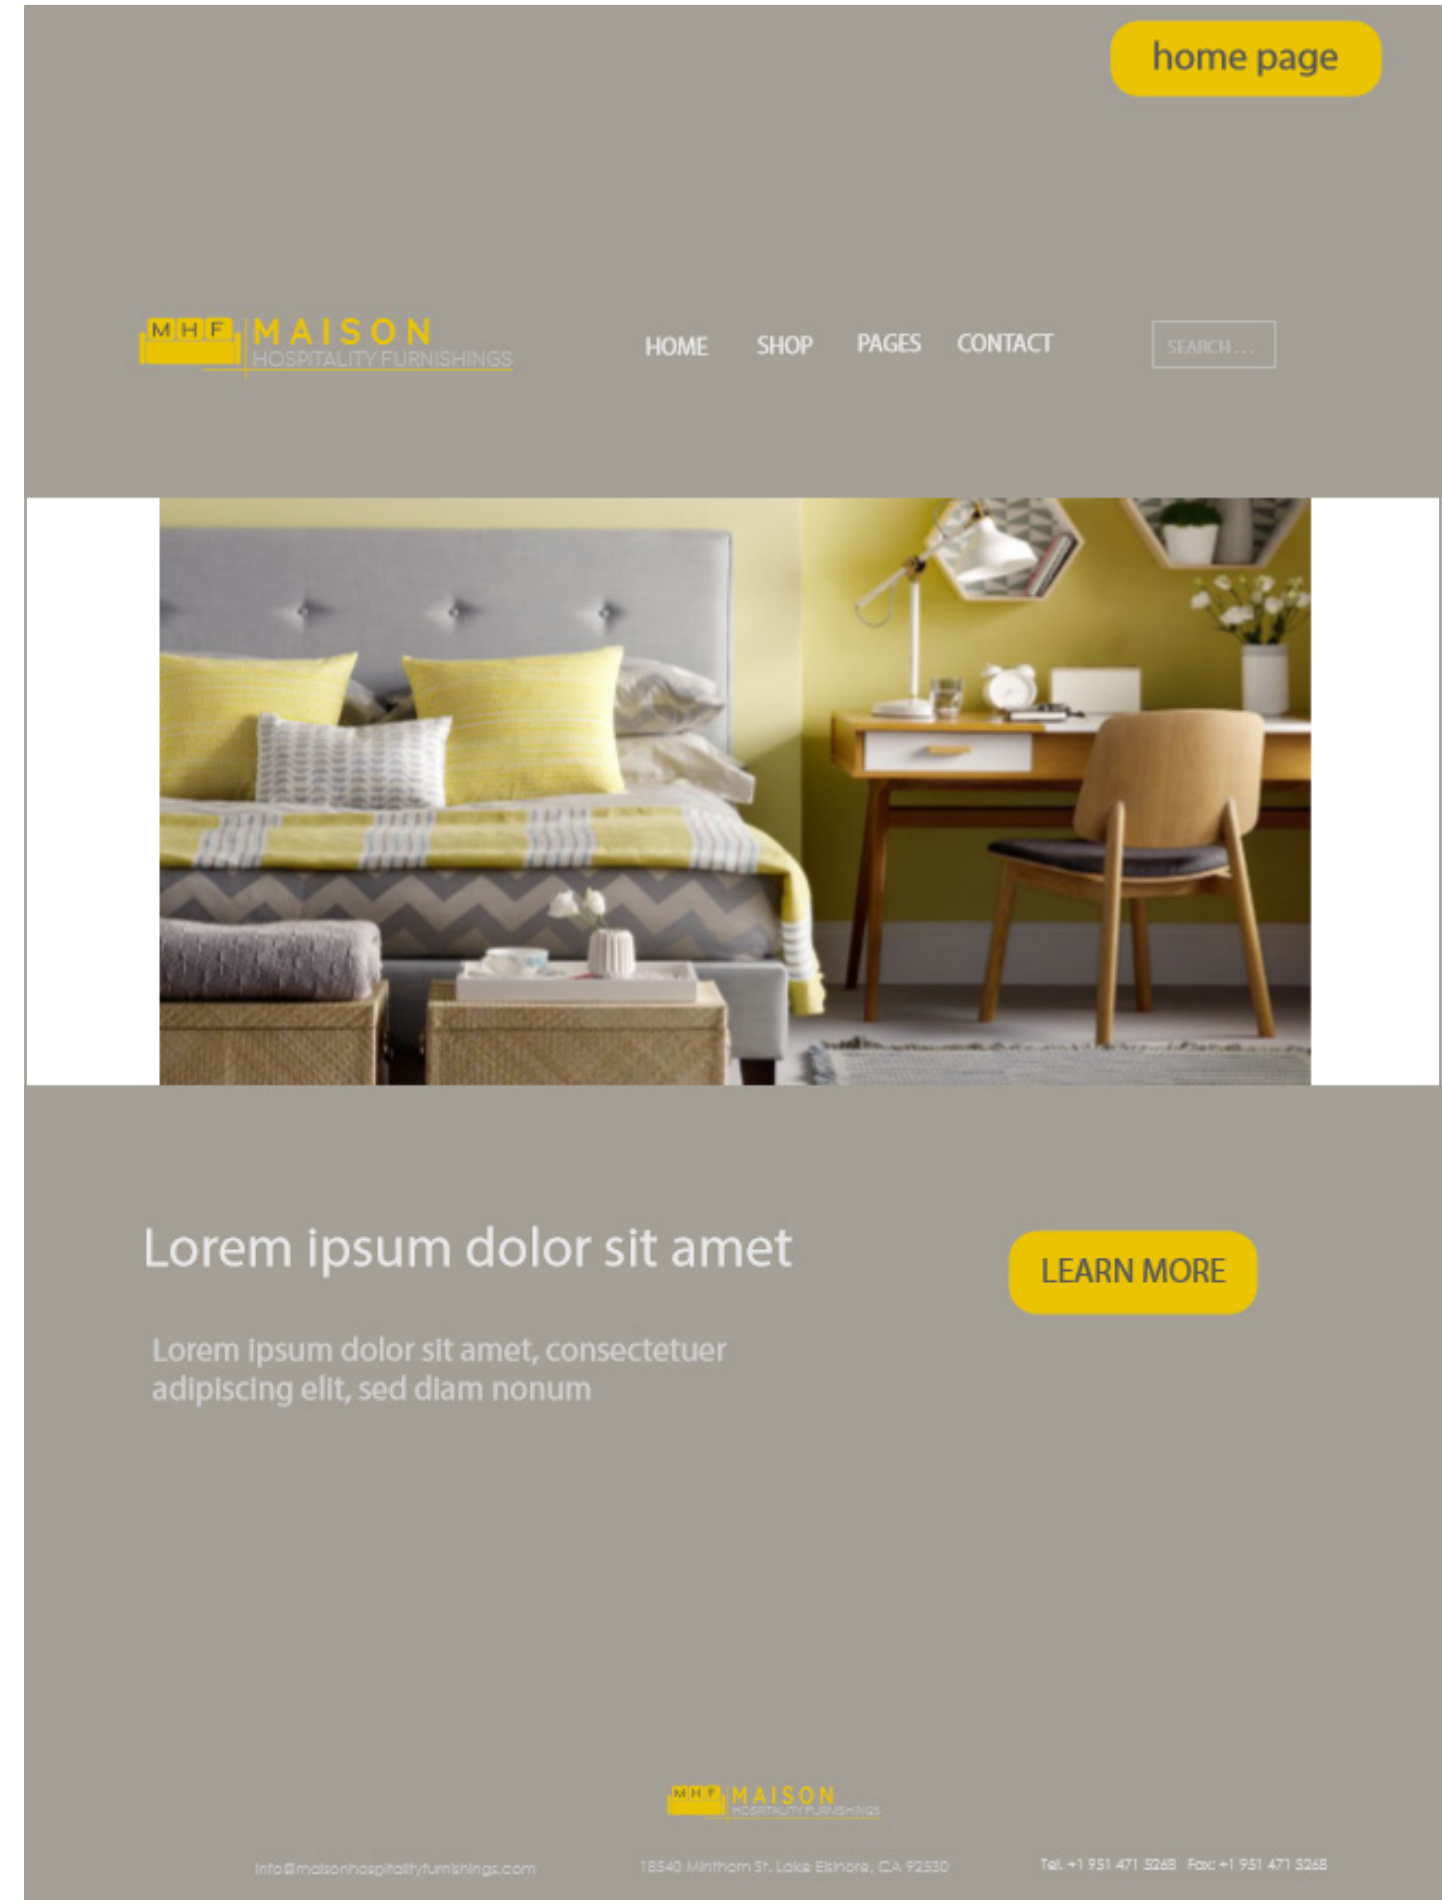 home page
MHF MAISON
HOSPITALITY FURNISHINGS
HOME SHOP PAGES CONTACT SEARCH . . .
Lorem ipsum dolor sit amet
LEARN MORE
Lorem ipsum dolor sit amet, consectetuer
adipiscing elit, sed diam nonum
MHF MAISON
HOSPITALITY FURNISHINGS
info@maisonhospitalityfurnishings.com 18540 Minthorn St. Lake Elsinore, CA 92530 Tel. +1 951 471 5268 Fax: +1 951 471 5268